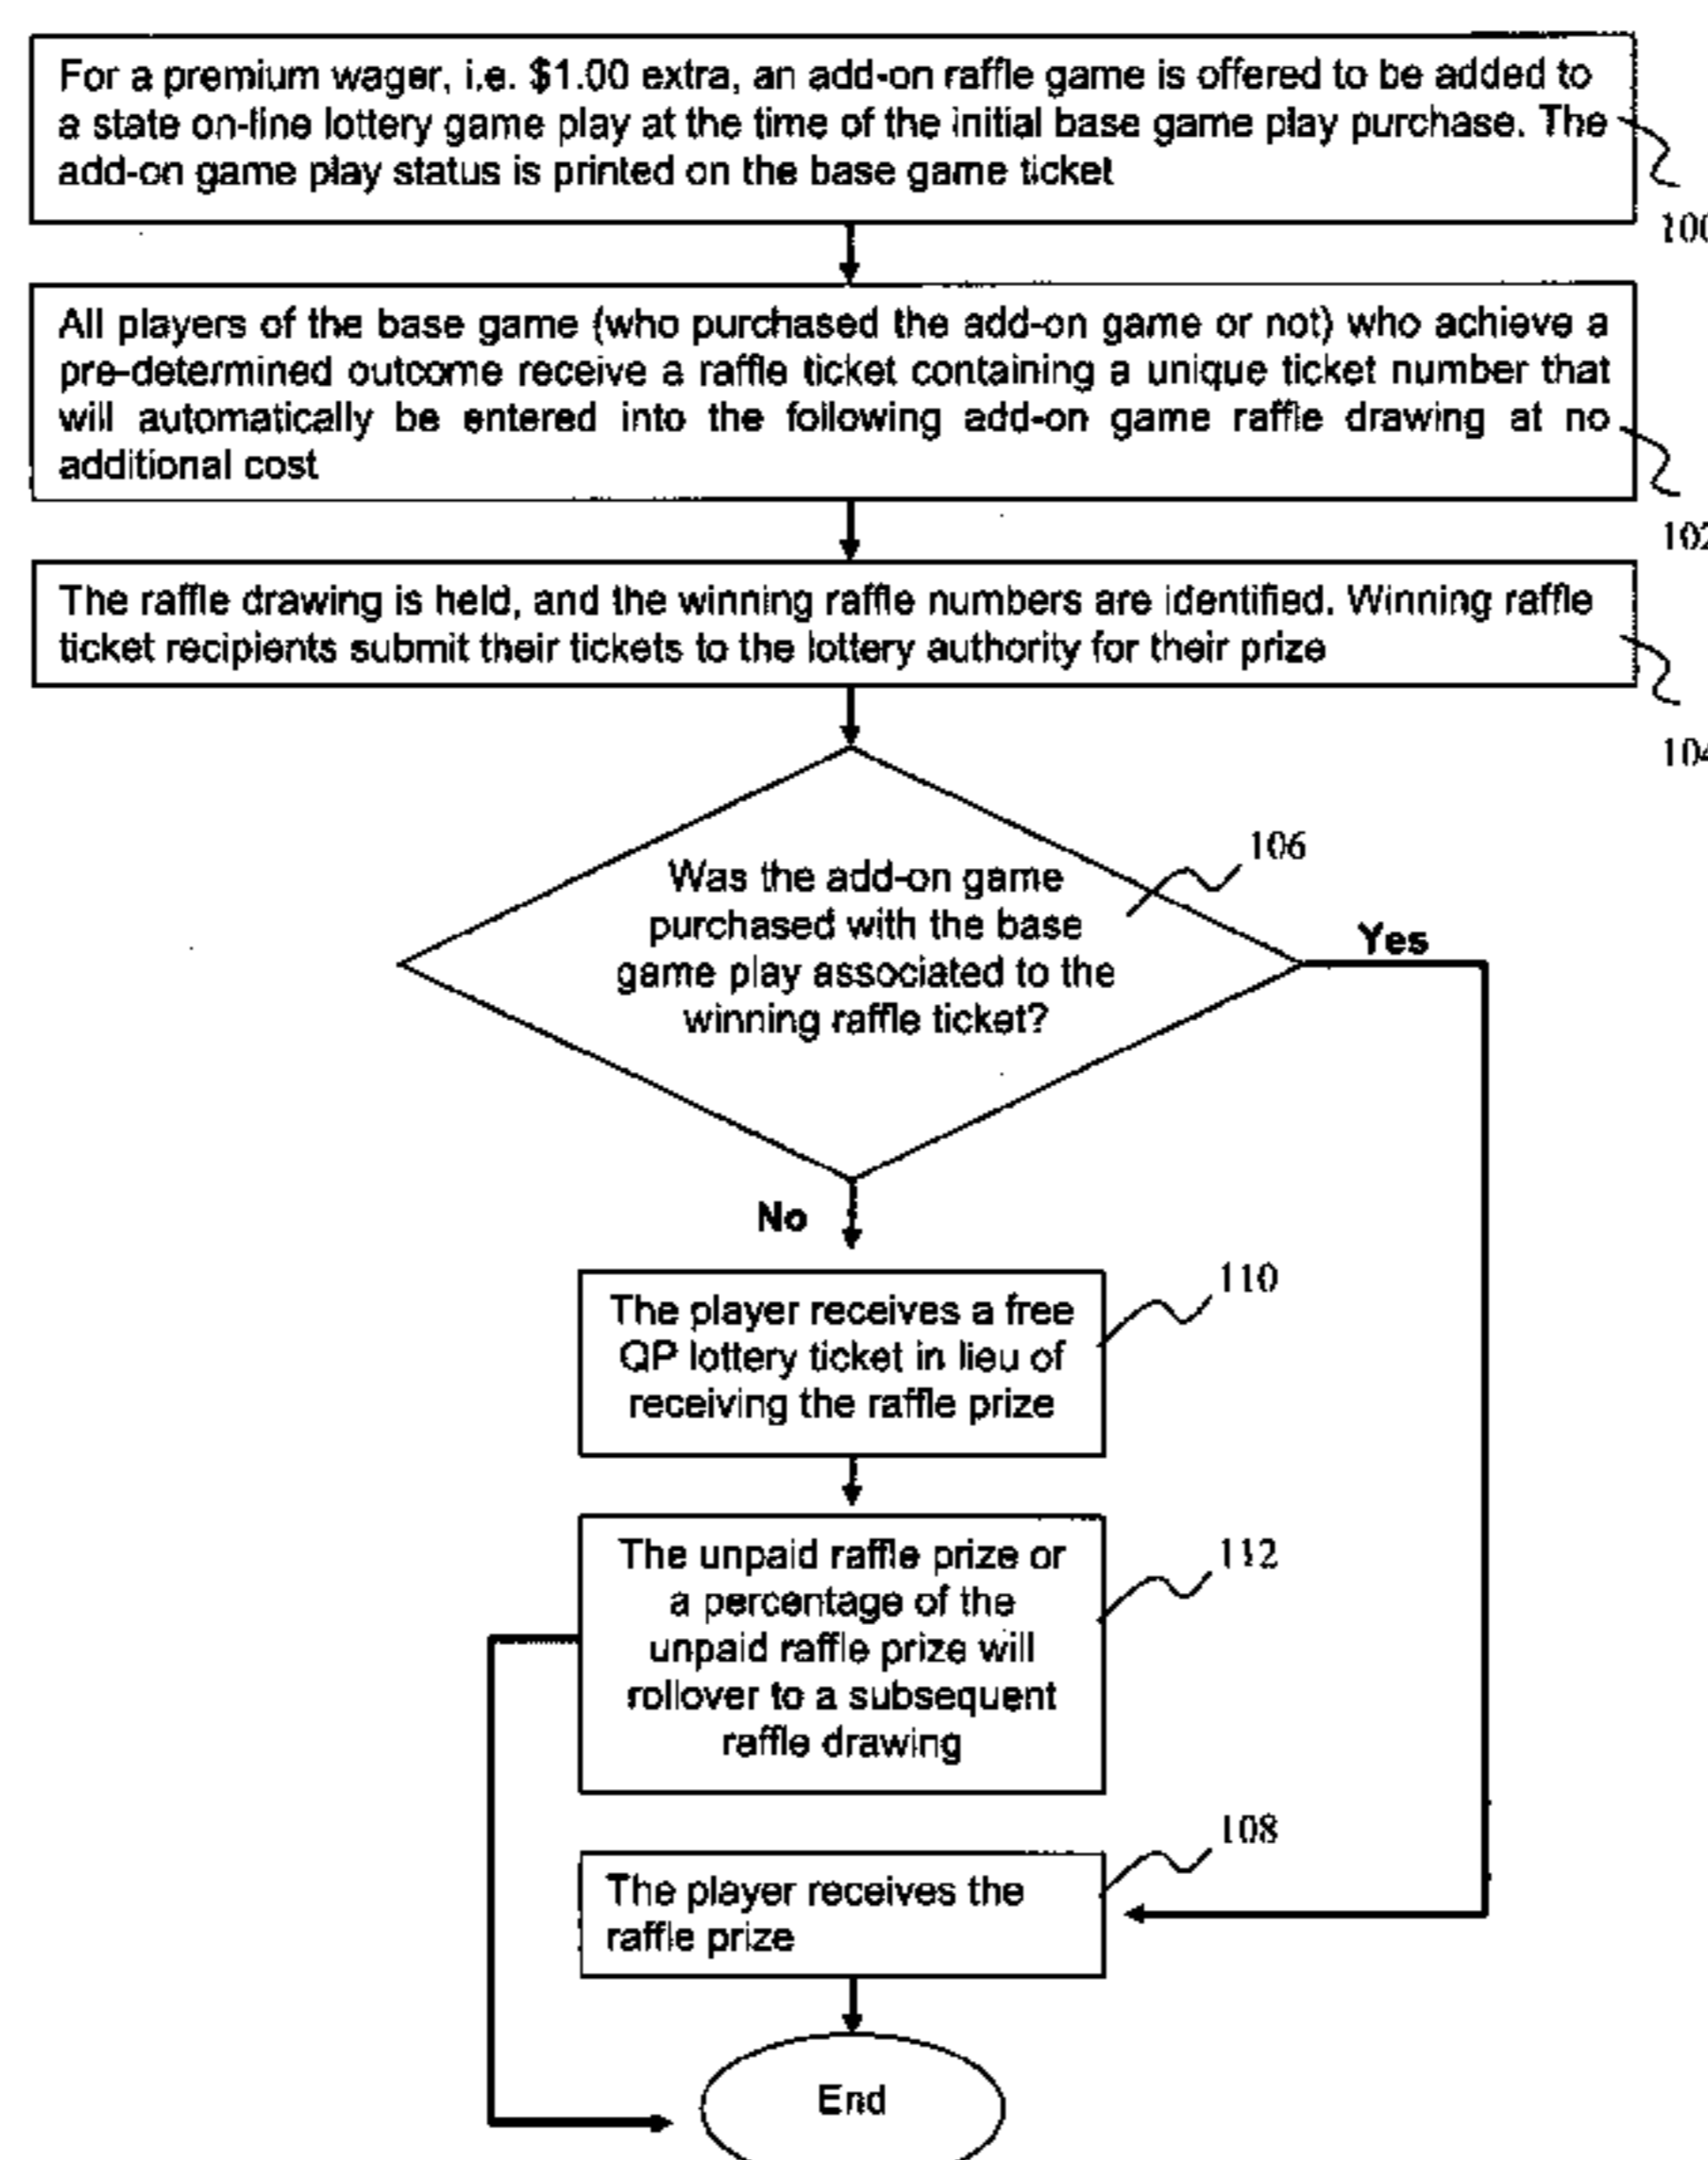 For a premium wager, i.e. $1.00 extra, an add-on raffle game is offered to be added to
a state on-line lottery game play at the time of the initial base game play purchase. The
add-on game play status is printed on the base game ticket
100
All players of the base game (who purchased the add-on game or not) who achieve a
pre-determined outcome receive a raffle ticket containing a unique ticket number that
will automatically be entered into the following add-on game raffle drawing at no
additional cost
102
The raffle drawing is held, and the winning raffle numbers are identified. Winning raffle
ticket recipients submit their tickets to the lottery authority for their prize
104
106
Was the add-on game
purchased with the base
game play associated to the
winning raffle ticket?
Yes
No
110
The player receives a free
QP lottery ticket in lieu of
receiving the raffle prize
112
The unpaid raffle prize or
a percentage of the
unpaid raffle prize will
rollover to a subsequent
raffle drawing
108
The player receives the
raffle prize
End